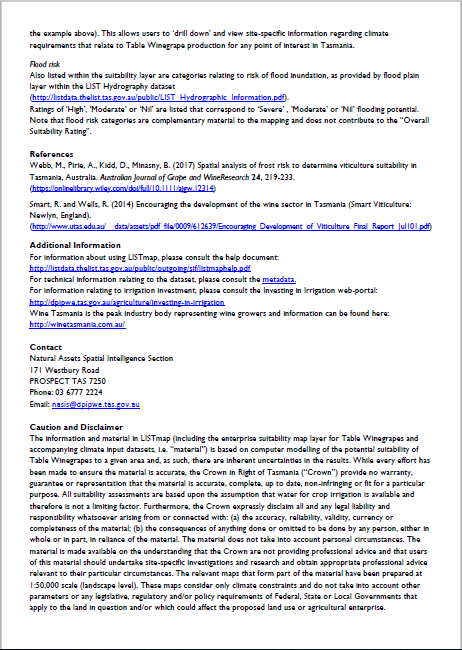 the example above). This allows users to 'drill down' and view site-specific information regarding climate
requirements that relate to Table Winegrape production for any point of interest in Tasmania.
Flood risk
Also listed within the suitability layer are categories relating to risk of flood inundation, as provided by flood plain
layer within the LIST Hydrography dataset
(http://listdata.thelist.tas.gov.au/public/LIST_Hydrographic_Information.pdf).
Ratings of 'High', 'Moderate' or 'Nil' are listed that correspond to 'Severe' , 'Moderate' or 'Nil' flooding potential.
Note that flood risk categories are complementary material to the mapping and does not contribute to the "Overall
Suitability Rating".
References
Webb, M., Pirie, A., Kidd, D., Minasny, B. (2017) Spatial analysis of frost risk to determine viticulture suitability in
Tasmania, Australia. Australian Journal of Grape and WineResearch 24, 219-233.
(https://onlinelibrary.wiley.com/doi/full/10.1111/ajgw.12314)
Smart, R. and Wells, R. (2014) Encouraging the development of the wine sector in Tasmania (Smart Viticulture:
Newlyn, England).
(http://www.utas.edu.au/__data/assets/pdf_file/0009/612639/Encouraging_Development_of_Viticulture_Final_Report_Jul101.pdf)
Additional Information
For information about using LISTmap, please consult the help document:
http://listdata.thelist.tas.gov.au/public/outgoing/slf/listmaphelp.pdf
For technical information relating to the dataset, please consult the metadata.
For information relating to irrigation investment, please consult the Investing in Irrigation web-portal:
http://dpipwe.tas.gov.au/agriculture/investing-in-irrigation
Wine Tasmania is the peak industry body representing wine growers and information can be found here:
http://winetasmania.com.au/
Contact
Natural Assets Spatial Intelligence Section
171 Westbury Road
PROSPECT TAS 7250
Phone: 03 6777 2224
Email: nasis@dpipwe.tas.gov.au
Caution and Disclaimer
The information and material in LISTmap (including the enterprise suitability map layer for Table Winegrapes and
accompanying climate input datasets, i.e. "material") is based on computer modelling of the potential suitability of
Table Winegrapes to a given area and, as such, there are inherent uncertainties in the results. While every effort has
been made to ensure the material is accurate, the Crown in Right of Tasmania ("Crown") provide no warranty,
guarantee or representation that the material is accurate, complete, up to date, non-infringing or fit for a particular
purpose. All suitability assessments are based upon the assumption that water for crop irrigation is available and
therefore is not a limiting factor. Furthermore, the Crown expressly disclaim all and any legal liability and
responsibility whatsoever arising from or connected with: (a) the accuracy, reliability, validity, currency or
completeness of the material; (b) the consequences of anything done or omitted to be done by any person, either in
whole or in part, in reliance of the material. The material does not take into account personal circumstances. The
material is made available on the understanding that the Crown are not providing professional advice and that users
of this material should undertake site-specific investigations and research and obtain appropriate professional advice
relevant to their particular circumstances. The relevant maps that form part of the material have been prepared at
1:50,000 scale (landscape level). These maps consider only climate constraints and do not take into account other
parameters or any legislative, regulatory and/or policy requirements of Federal, State or Local Governments that
apply to the land in question and/or which could affect the proposed land use or agricultural enterprise.